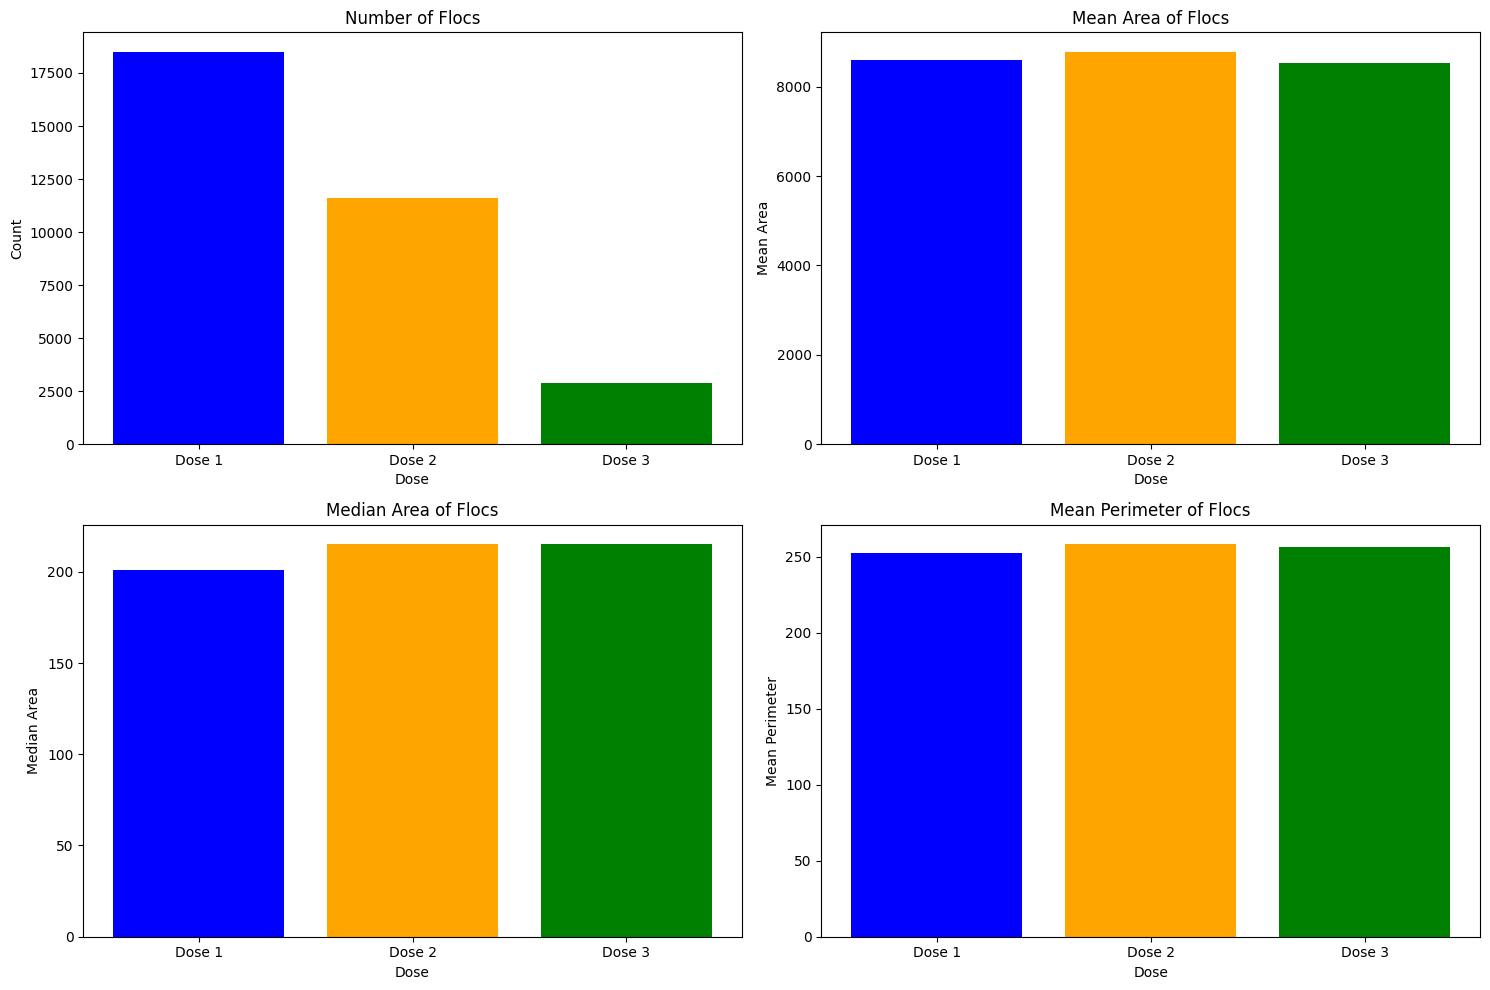 Number of Flocs
Count
17500
15000
12500
10000
7500
5000
2500
0
Dose 1 Dose 2 Dose 3
Dose
Mean Area of Flocs
Mean Area
8000
6000
4000
2000
0
Dose 1 Dose 2 Dose 3
Dose
Median Area of Flocs
Median Area
200
150
100
50
0
Dose 1 Dose 2 Dose 3
Dose
Mean Perimeter of Flocs
Mean Perimeter
250
200
150
100
50
0
Dose 1 Dose 2 Dose 3
Dose